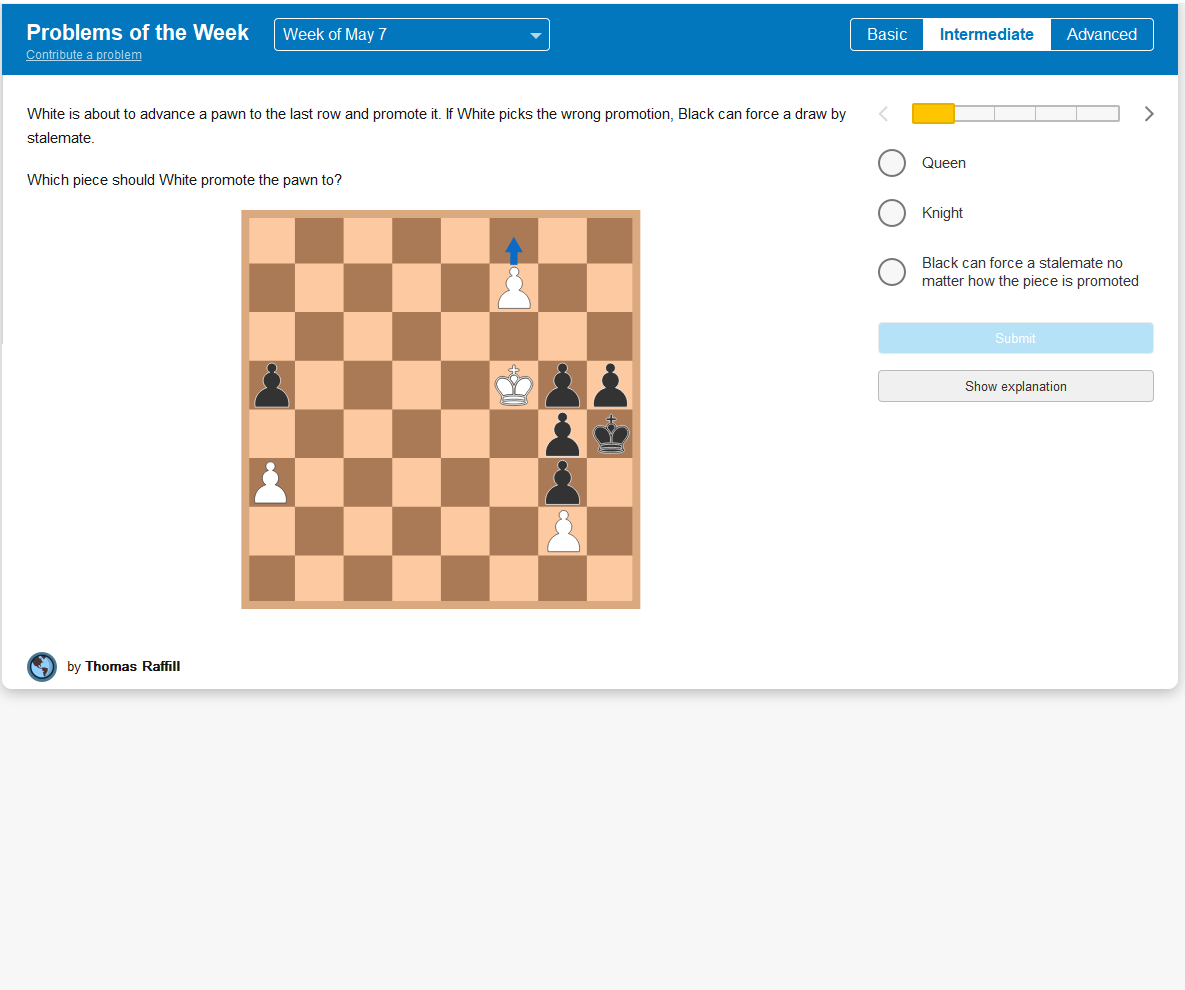 Problems of the Week
Contribute a problem
Week of May 7
Basic
Intermediate
Advanced
White is about to advance a pawn to the last row and promote it. If White picks the wrong promotion, Black can force a draw by
stalemate.
Which piece should White promote the pawn to?
Queen
Knight
Black can force a stalemate no
matter how the piece is promoted
Submit
Show explanation
by Thomas Raffill